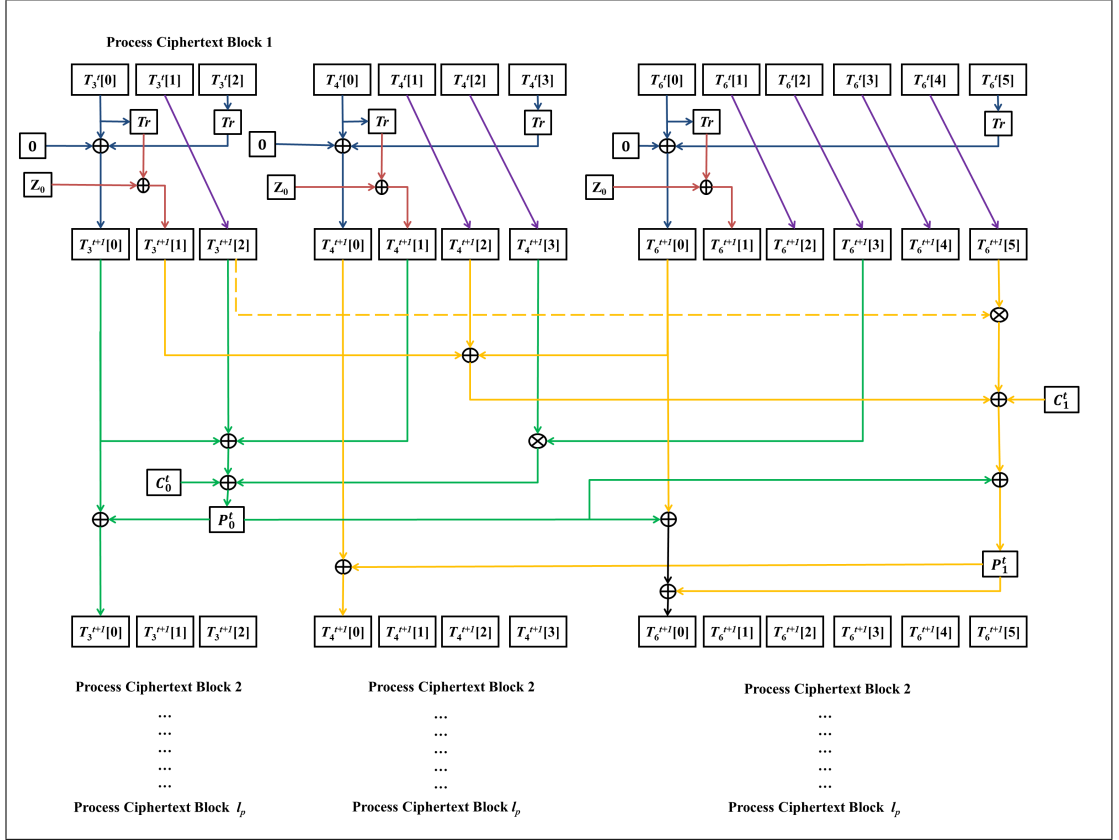 Process Ciphertext Block 1
T₃ᵗ[0] T₃ᵗ[1] T₃ᵗ[2] T₄ᵗ[0] T₄ᵗ[1] T₄ᵗ[2] T₄ᵗ[3] T₆ᵗ[0] T₆ᵗ[1] T₆ᵗ[2] T₆ᵗ[3] T₆ᵗ[4] T₆ᵗ[5]
Tr Tr Tr Tr Tr Tr
0 0 0
Z₀ Z₀ Z₀
T₃ᵗ⁺¹[0] T₃ᵗ⁺¹[1] T₃ᵗ⁺¹[2] T₄ᵗ⁺¹[0] T₄ᵗ⁺¹[1] T₄ᵗ⁺¹[2] T₄ᵗ⁺¹[3] T₆ᵗ⁺¹[0] T₆ᵗ⁺¹[1] T₆ᵗ⁺¹[2] T₆ᵗ⁺¹[3] T₆ᵗ⁺¹[4] T₆ᵗ⁺¹[5]
C₁ᵗ
C₀ᵗ
P₀ᵗ
P₁ᵗ
T₃ᵗ⁺¹[0] T₃ᵗ⁺¹[1] T₃ᵗ⁺¹[2] T₄ᵗ⁺¹[0] T₄ᵗ⁺¹[1] T₄ᵗ⁺¹[2] T₄ᵗ⁺¹[3] T₆ᵗ⁺¹[0] T₆ᵗ⁺¹[1] T₆ᵗ⁺¹[2] T₆ᵗ⁺¹[3] T₆ᵗ⁺¹[4] T₆ᵗ⁺¹[5]
Process Ciphertext Block 2 Process Ciphertext Block 2 Process Ciphertext Block 2
... ... ...
... ... ...
... ... ...
... ... ...
... ... ...
Process Ciphertext Block lₚ Process Ciphertext Block lₚ Process Ciphertext Block lₚ